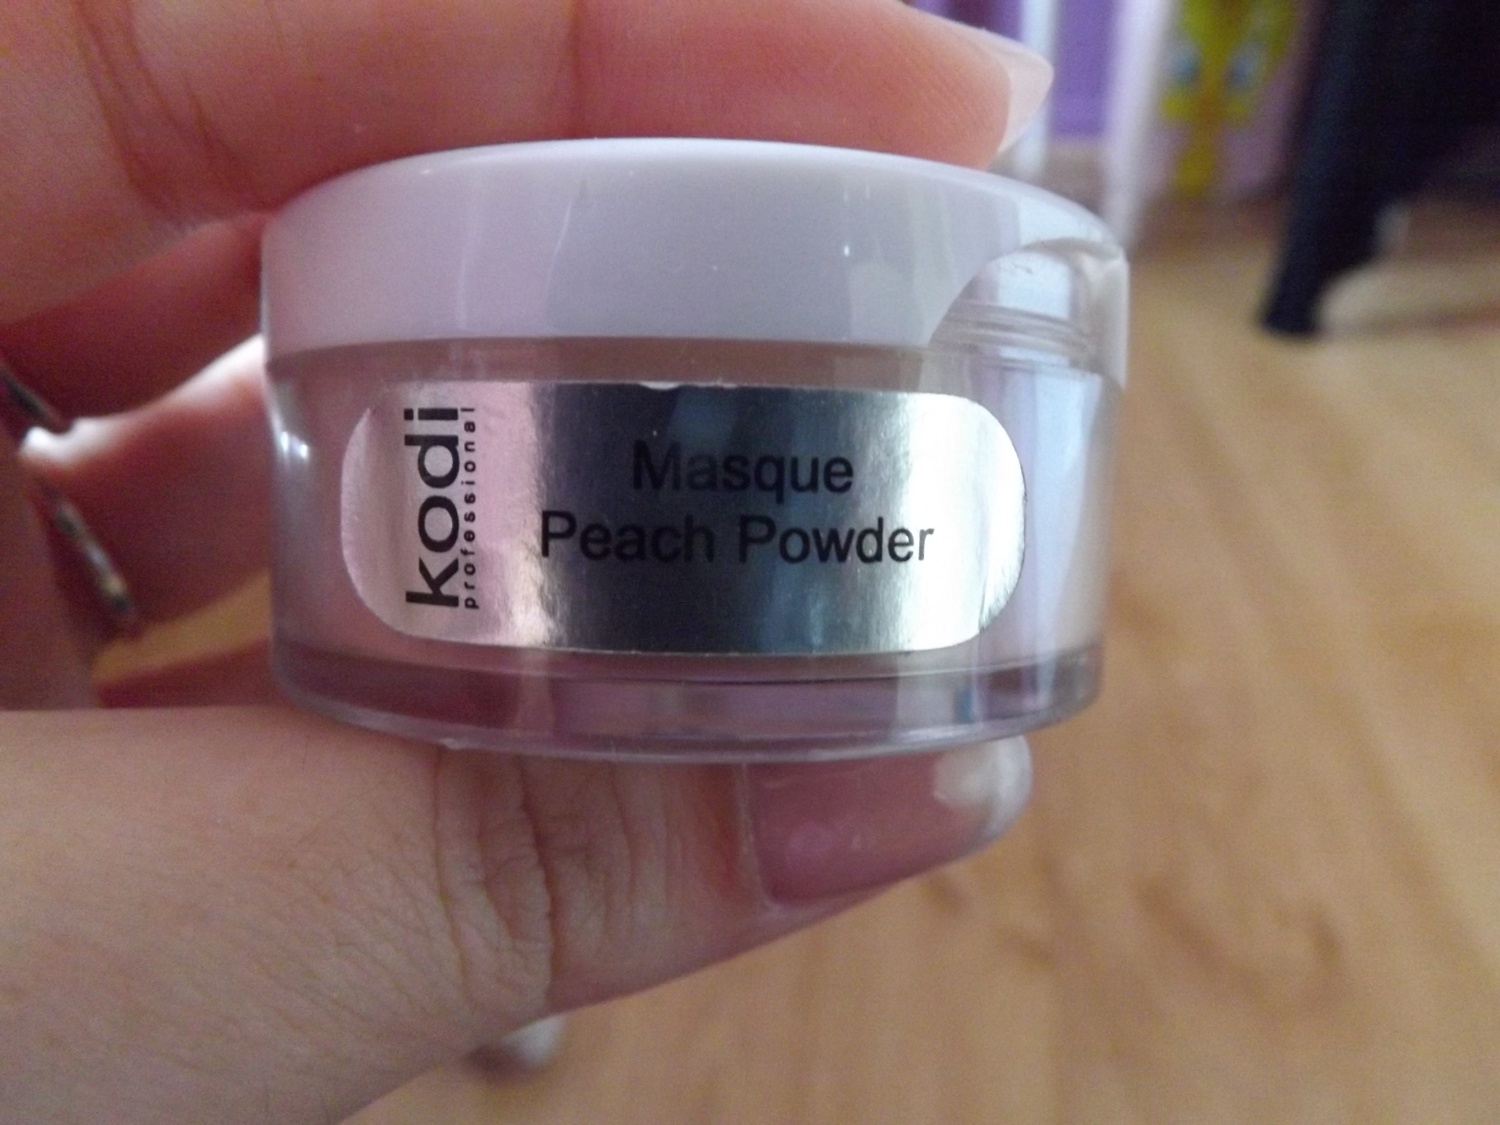 kodi
professional
Masque
Peach Powder